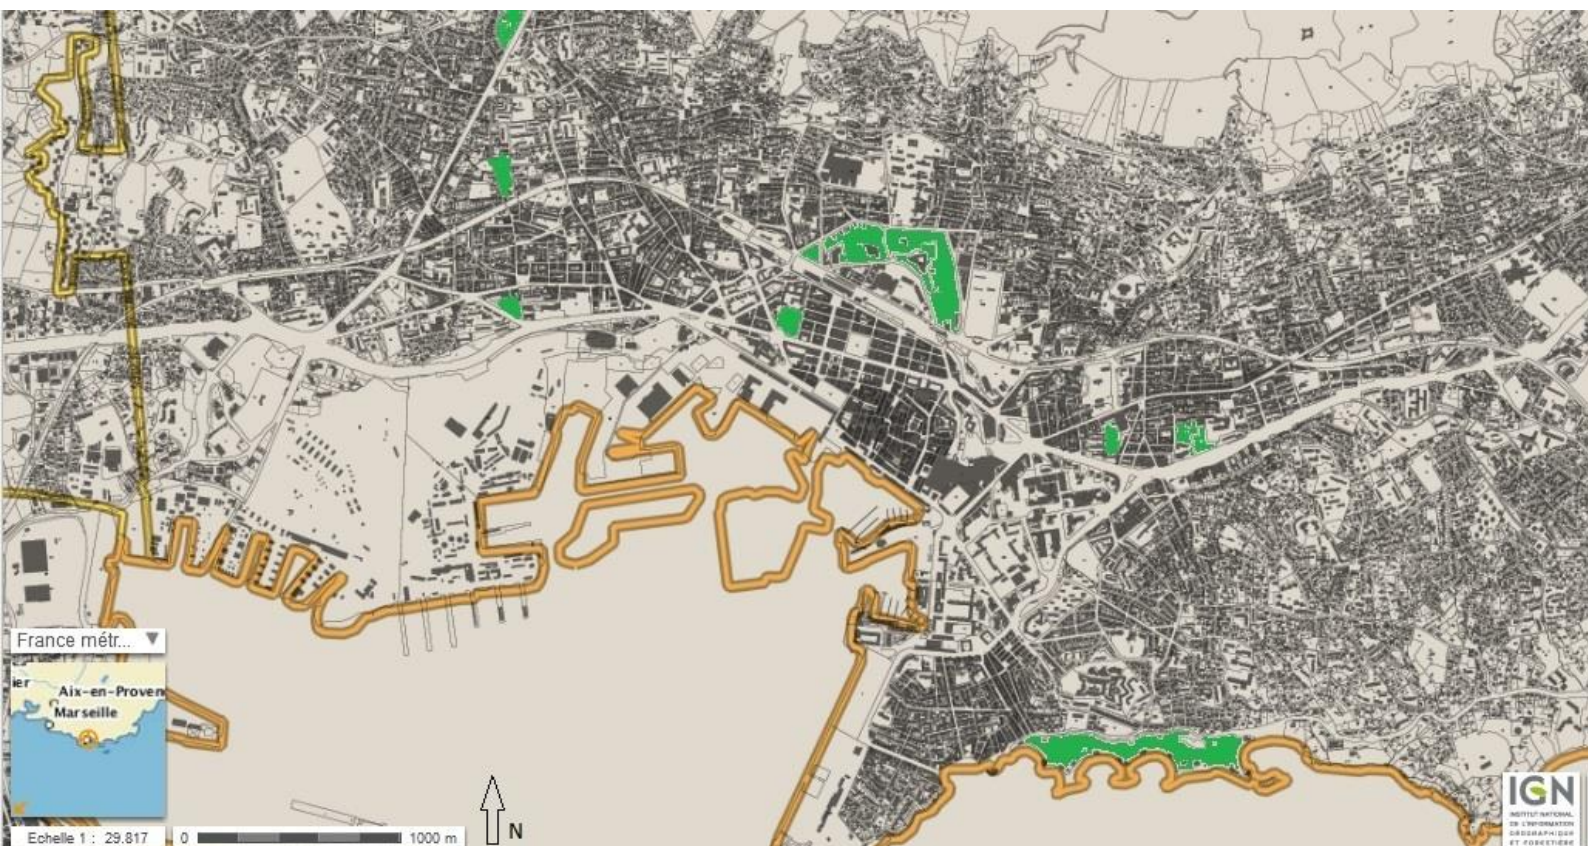 France métr... ▼
ier
Aix-en-Proven
Marseille
Echelle 1 : 29.817
0 1000 m
N
IGN
INSTITUT NATIONAL
DE L'INFORMATION
GÉOGRAPHIQUE
ET FORESTIÈRE